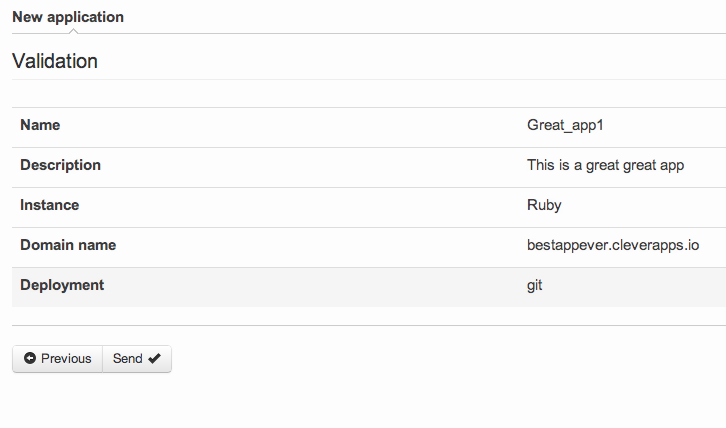 New application
Validation
Name Great_app1
Description This is a great great app
Instance Ruby
Domain name bestappever.cleverapps.io
Deployment git
Previous Send